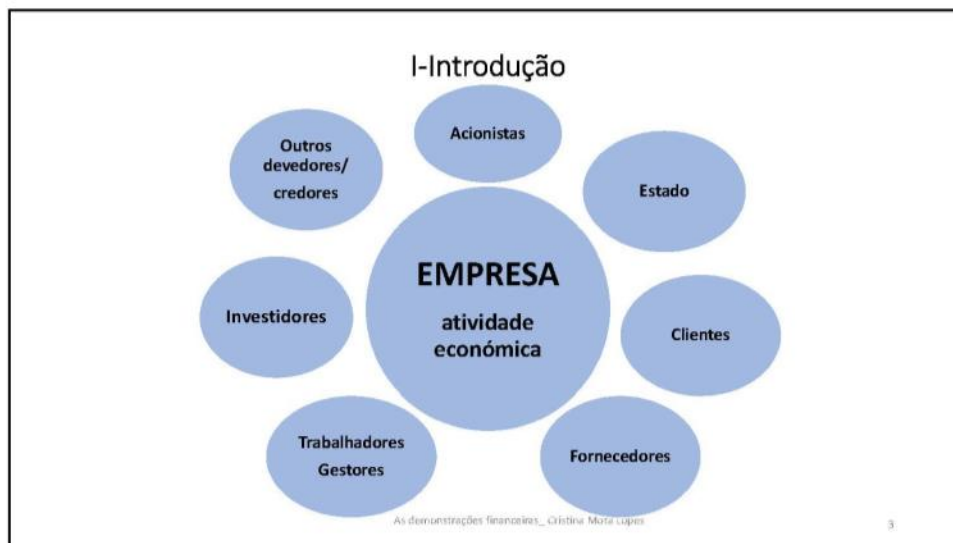 I-Introdução
Acionistas
Outros
devedores/
credores
Estado
EMPRESA
atividade
económica
Investidores
Clientes
Trabalhadores
Gestores
Fornecedores
As demonstrações financeiras_ Cristina Mota Lopes
3